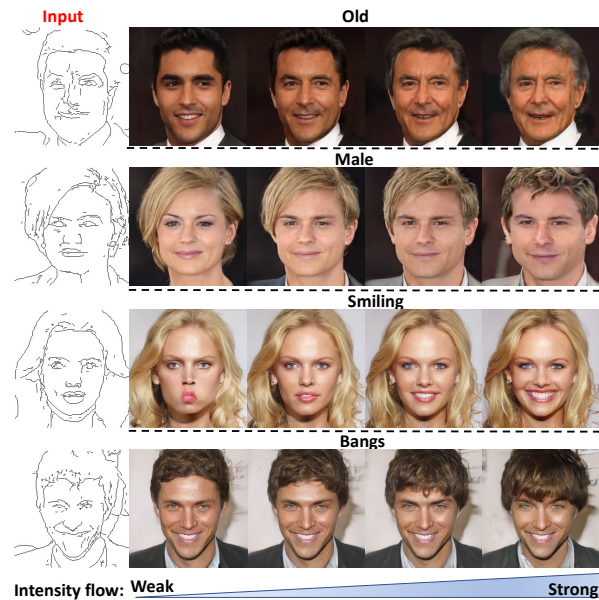 Input
Old
Male
Smiling
Bangs
Intensity flow: Weak Strong